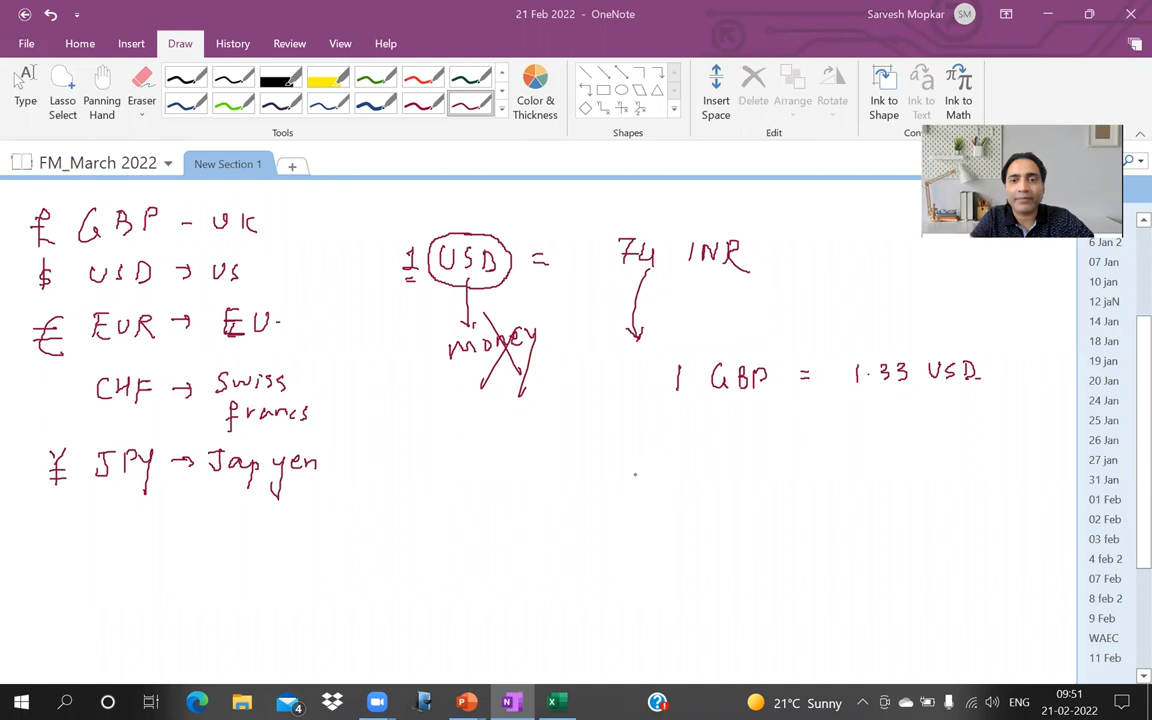 21 Feb 2022 - OneNote
Sarvesh Mopkar
SM
File Home Insert Draw History Review View Help
Type
Lasso Select
Panning Hand
Eraser
Color & Thickness
Insert Space
Delete
Arrange
Rotate
Ink to Shape
Ink to Text
Ink to Math
Tools
Shapes
Edit
FM_March 2022
New Section 1
£ GBP - UK
$ USD → US
€ EUR → EU.
CHF → Swiss
francs
¥ JPY → Jap yen
1 USD = 74 INR
money
1 GBP = 1.33 USD
6 Jan 2
07 Jan
10 jan
12 jaN
14 Jan
18 Jan
19 jan
20 Jan
24 Jan
25 Jan
26 Jan
27 jan
31 Jan
01 Feb
02 Feb
03 feb
4 feb 2
07 Feb
8 feb 2
9 Feb
WAEC
11 Feb
4
21°C Sunny
ENG
09:51
21-02-2022